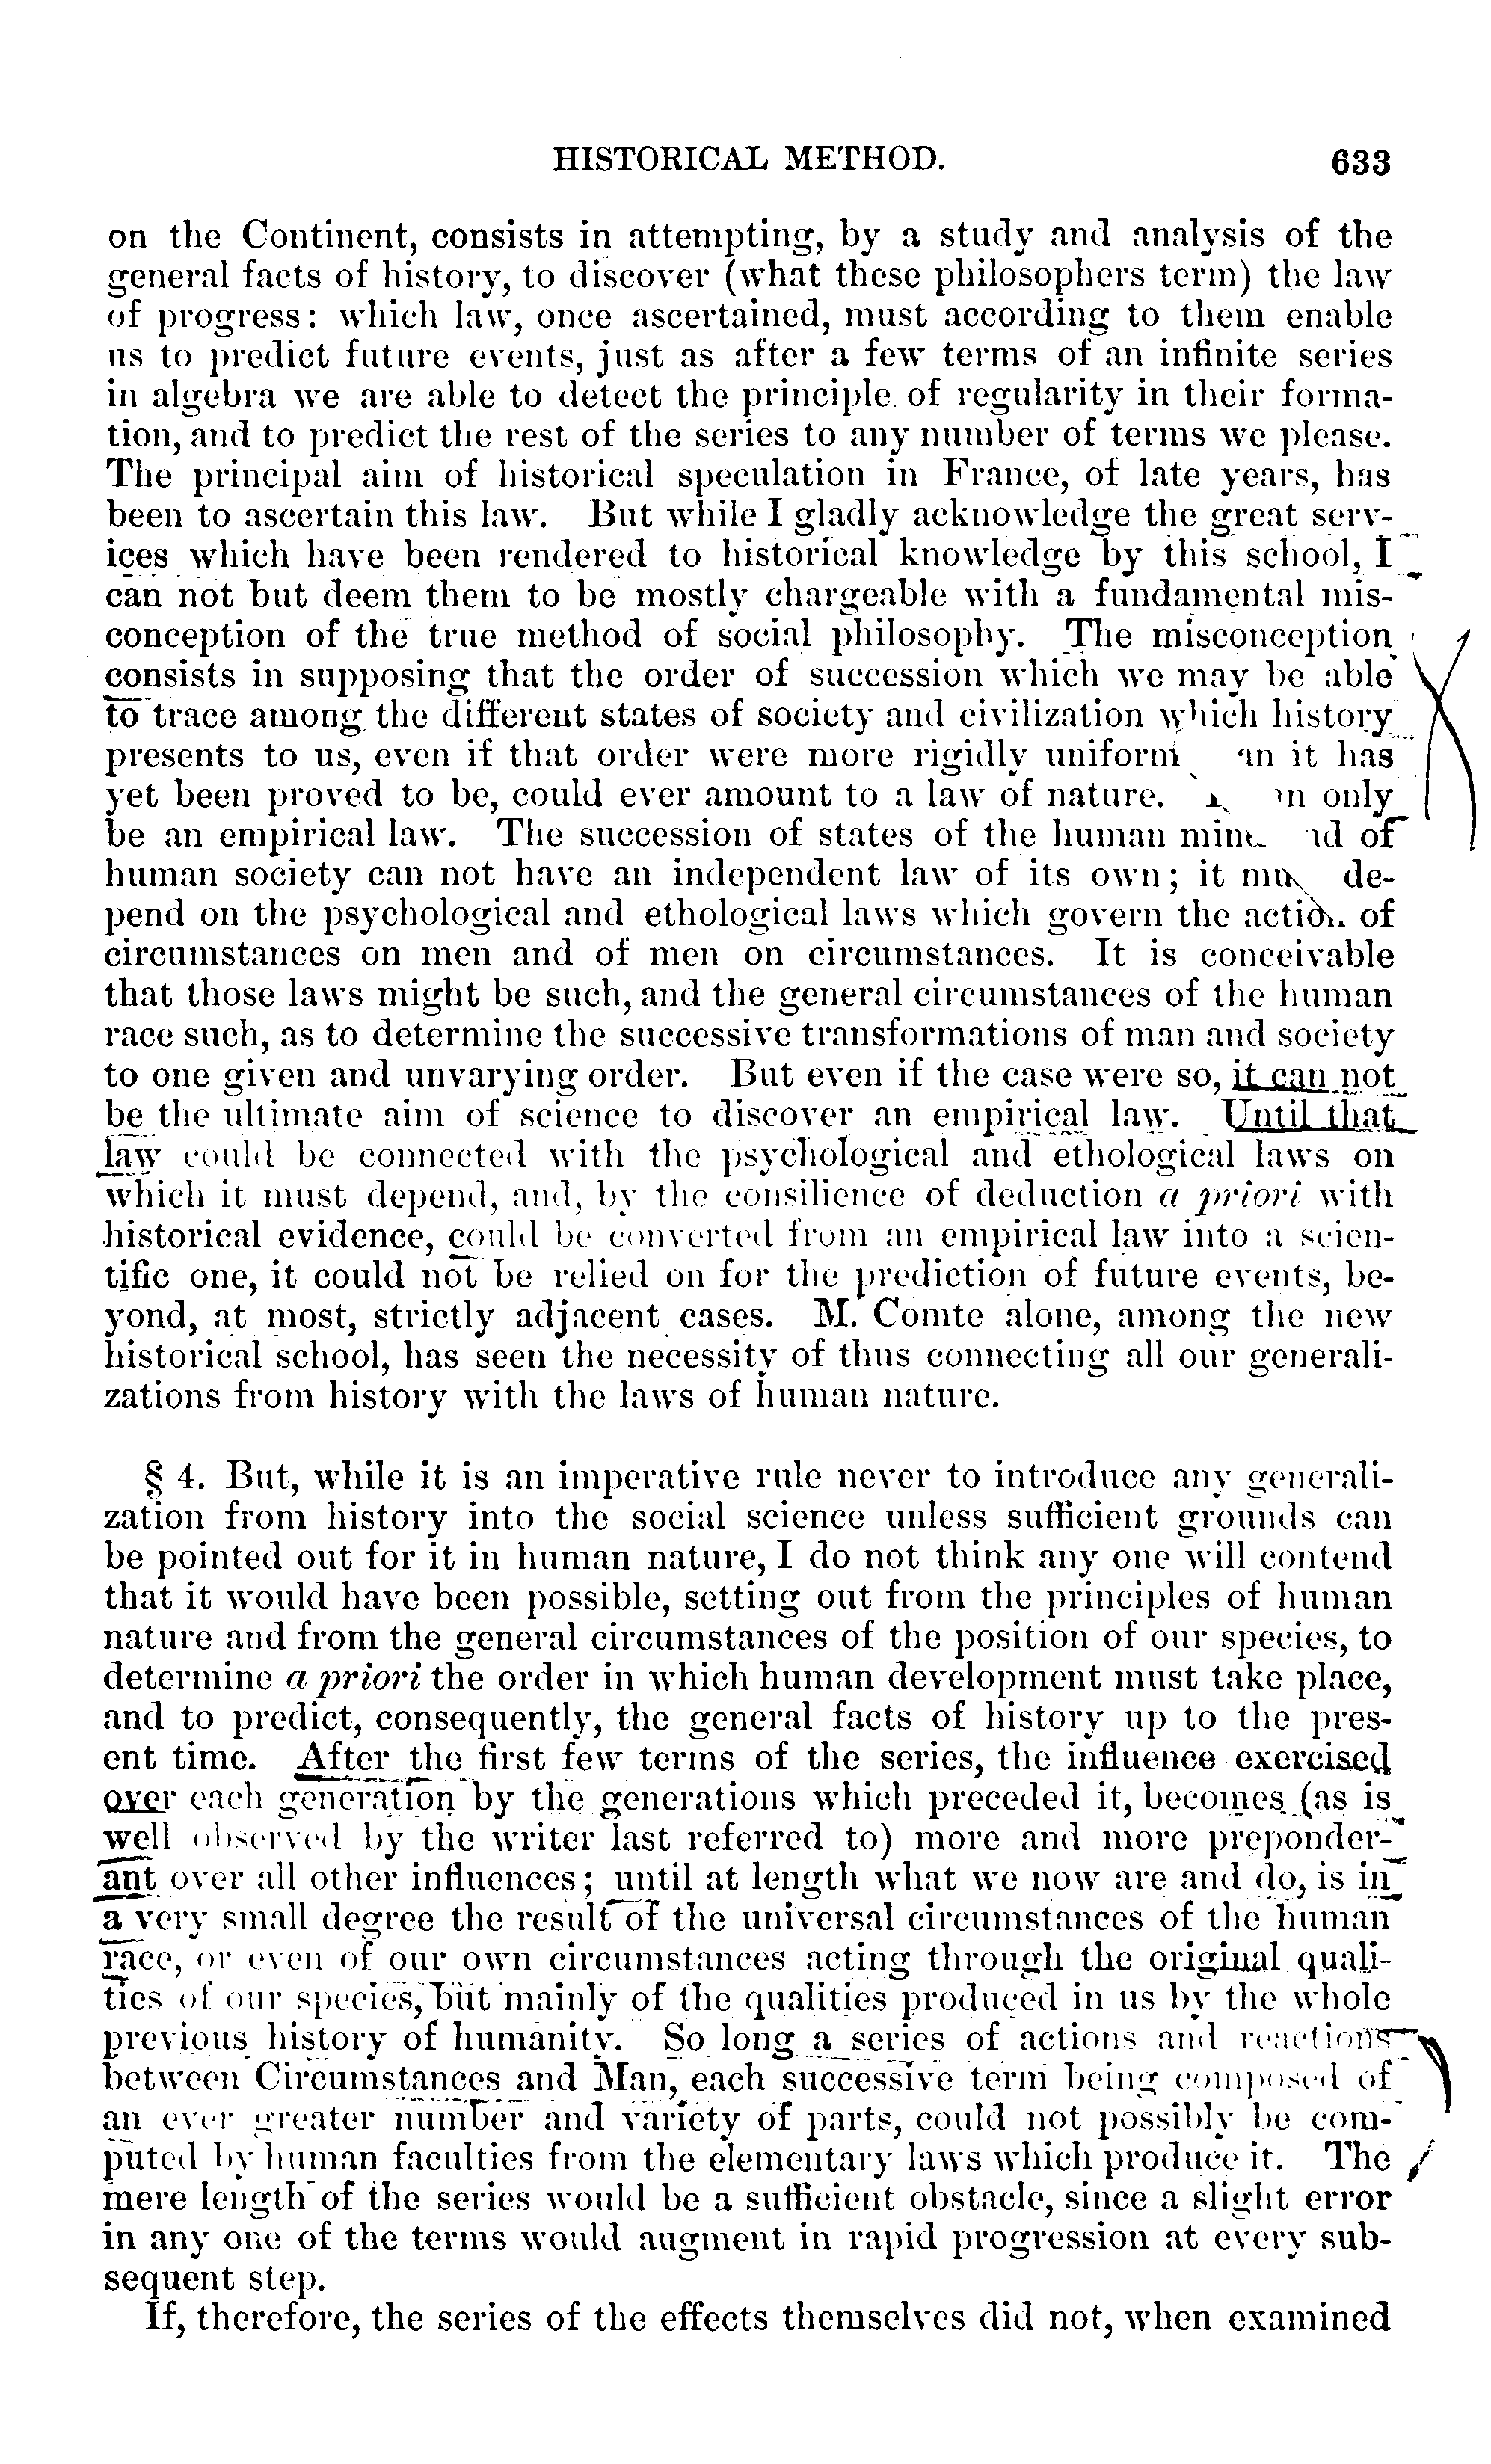 HISTORICAL METHOD. 633
on the Continent, consists in attempting, by a study and analysis of the
general facts of history, to discover (what these philosophers term) the law
of progress: which law, once ascertained, must according to them enable
us to predict future events, just as after a few terms of an infinite series
in algebra we are able to detect the principle of regularity in their forma-
tion, and to predict the rest of the series to any number of terms we please.
The principal aim of historical speculation in France, of late years, has
been to ascertain this law. But while I gladly acknowledge the great serv-
ices which have been rendered to historical knowledge by this school, I
can not but deem them to be mostly chargeable with a fundamental mis-
conception of the true method of social philosophy. The misconception
consists in supposing that the order of succession which we may be able
to trace among the different states of society and civilization which history
presents to us, even if that order were more rigidly uniform it has
yet been proved to be, could ever amount to a law of nature. only
be an empirical law. The succession of states of the human of
human society can not have an independent law of its own; it de-
pend on the psychological and ethological laws which govern the action of
circumstances on men and of men on circumstances. It is conceivable
that those laws might be such, and the general circumstances of the human
race such, as to determine the successive transformations of man and society
to one given and unvarying order. But even if the case were so, it can not
be the ultimate aim of science to discover an empirical law. Until that
law could be connected with the psychological and ethological laws on
which it must depend, and, by the consilience of deduction a priori with
historical evidence, could be converted from an empirical law into a scien-
tific one, it could not be relied on for the prediction of future events, be-
yond, at most, strictly adjacent cases. M. Comte alone, among the new
historical school, has seen the necessity of thus connecting all our generali-
zations from history with the laws of human nature.
§ 4. But, while it is an imperative rule never to introduce any generali-
zation from history into the social science unless sufficient grounds can
be pointed out for it in human nature, I do not think any one will contend
that it would have been possible, setting out from the principles of human
nature and from the general circumstances of the position of our species, to
determine a priori the order in which human development must take place,
and to predict, consequently, the general facts of history up to the pres-
ent time. After the first few terms of the series, the influence exercised
over each generation by the generations which preceded it, becomes (as is
well observed by the writer last referred to) more and more preponder-
ant over all other influences; until at length what we now are and do, is in
a very small degree the result of the universal circumstances of the human
race, or even of our own circumstances acting through the original quali-
ties of our species, but mainly of the qualities produced in us by the whole
previous history of humanity. So long a series of actions and reactions
between Circumstances and Man, each successive term being composed of
an ever greater number and variety of parts, could not possibly be com-
puted by human faculties from the elementary laws which produce it. The
mere length of the series would be a sufficient obstacle, since a slight error
in any one of the terms would augment in rapid progression at every sub-
sequent step.
If, therefore, the series of the effects themselves did not, when examined